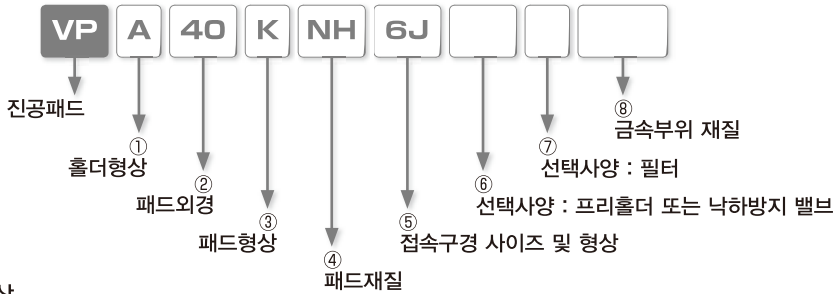 VP A 40 K NH 6J
진공패드
① 홀더형상
② 패드외경
③ 패드형상
④ 패드재질
⑤ 접속구경 사이즈 및 형상
⑥ 선택사양 : 프리홀더 또는 낙하방지 밸브
⑦ 선택사양 : 필터
⑧ 금속부위 재질